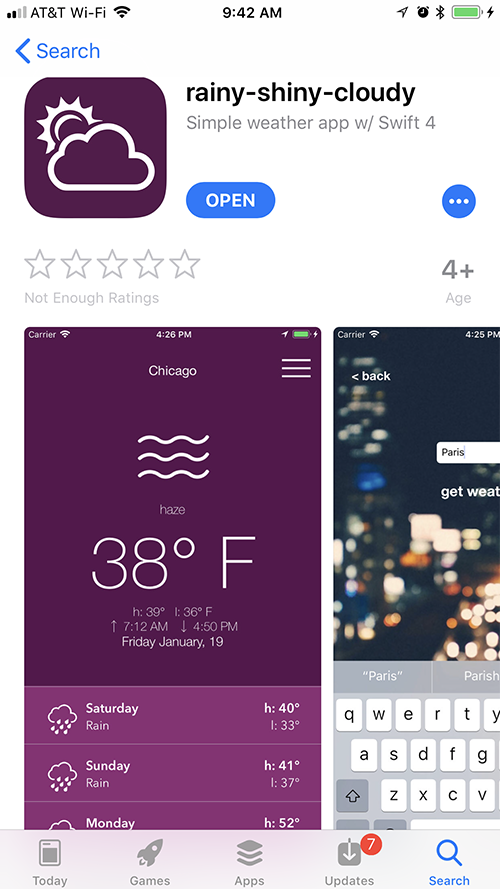 AT&T Wi-Fi 9:42 AM
Search
rainy-shiny-cloudy
Simple weather app w/ Swift 4
OPEN
Not Enough Ratings
4+
Age
Carrier 4:26 PM
Chicago
haze
38° F
h: 39° l: 36° F
↑ 7:12 AM ↓ 4:50 PM
Friday January, 19
Saturday h: 40°
Rain l: 33°
Sunday h: 41°
Rain l: 37°
Monday h: 52°
Carrier 4:25 PM
< back
Paris
get weat
“Paris” Parish
q w e r t y
a s d f g
z x c v
Today Games Apps Updates 7 Search